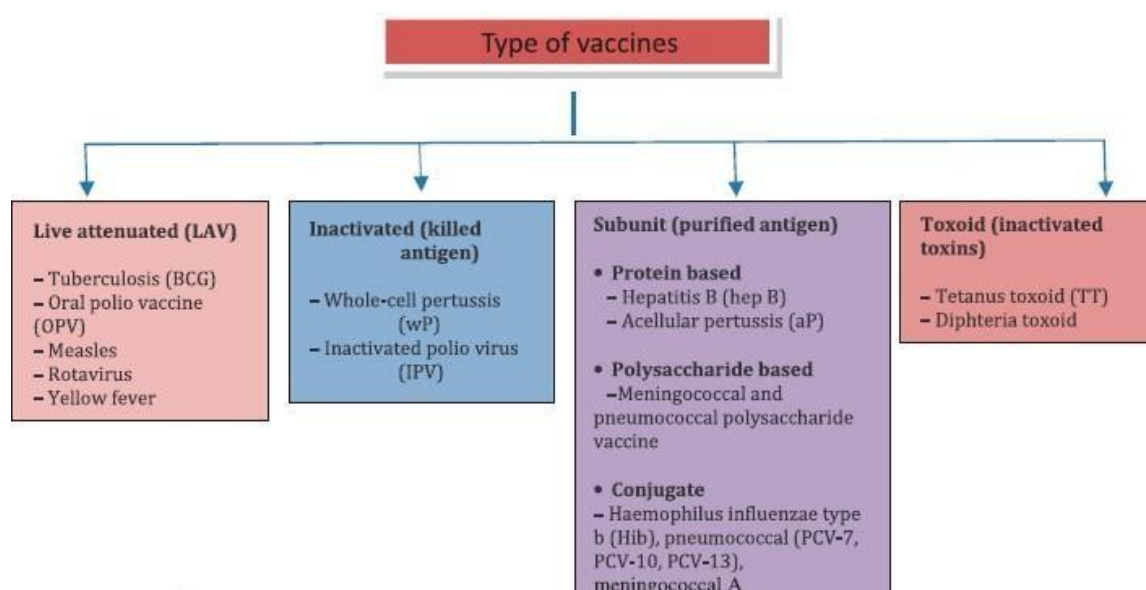 Type of vaccines
Live attenuated (LAV)
– Tuberculosis (BCG)
– Oral polio vaccine
(OPV)
– Measles
– Rotavirus
– Yellow fever
Inactivated (killed
antigen)
– Whole-cell pertussis
(wP)
– Inactivated polio virus
(IPV)
Subunit (purified antigen)
• Protein based
– Hepatitis B (hep B)
– Acellular pertussis (aP)
• Polysaccharide based
–Meningococcal and
pneumococcal polysaccharide
vaccine
• Conjugate
– Haemophilus influenzae type
b (Hib), pneumococcal (PCV-7,
PCV-10, PCV-13),
meningococcal A
Toxoid (inactivated
toxins)
– Tetanus toxoid (TT)
– Diphteria toxoid